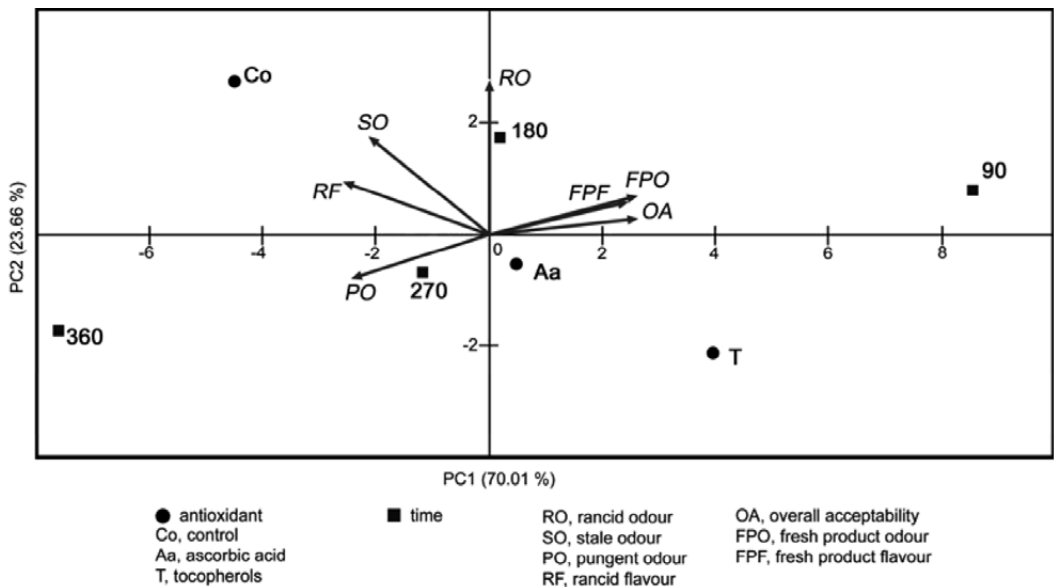 Co
RO
2
180
SO
RF
FPF
FPO
OA
90
-6
-4
-2
0
2
4
6
8
Aa
PO
270
360
-2
T
PC2 (23.66 %)
PC1 (70.01 %)
antioxidant
Co, control
Aa, ascorbic acid
T, tocopherols
time
RO, rancid odour
SO, stale odour
PO, pungent odour
RF, rancid flavour
OA, overall acceptability
FPO, fresh product odour
FPF, fresh product flavour